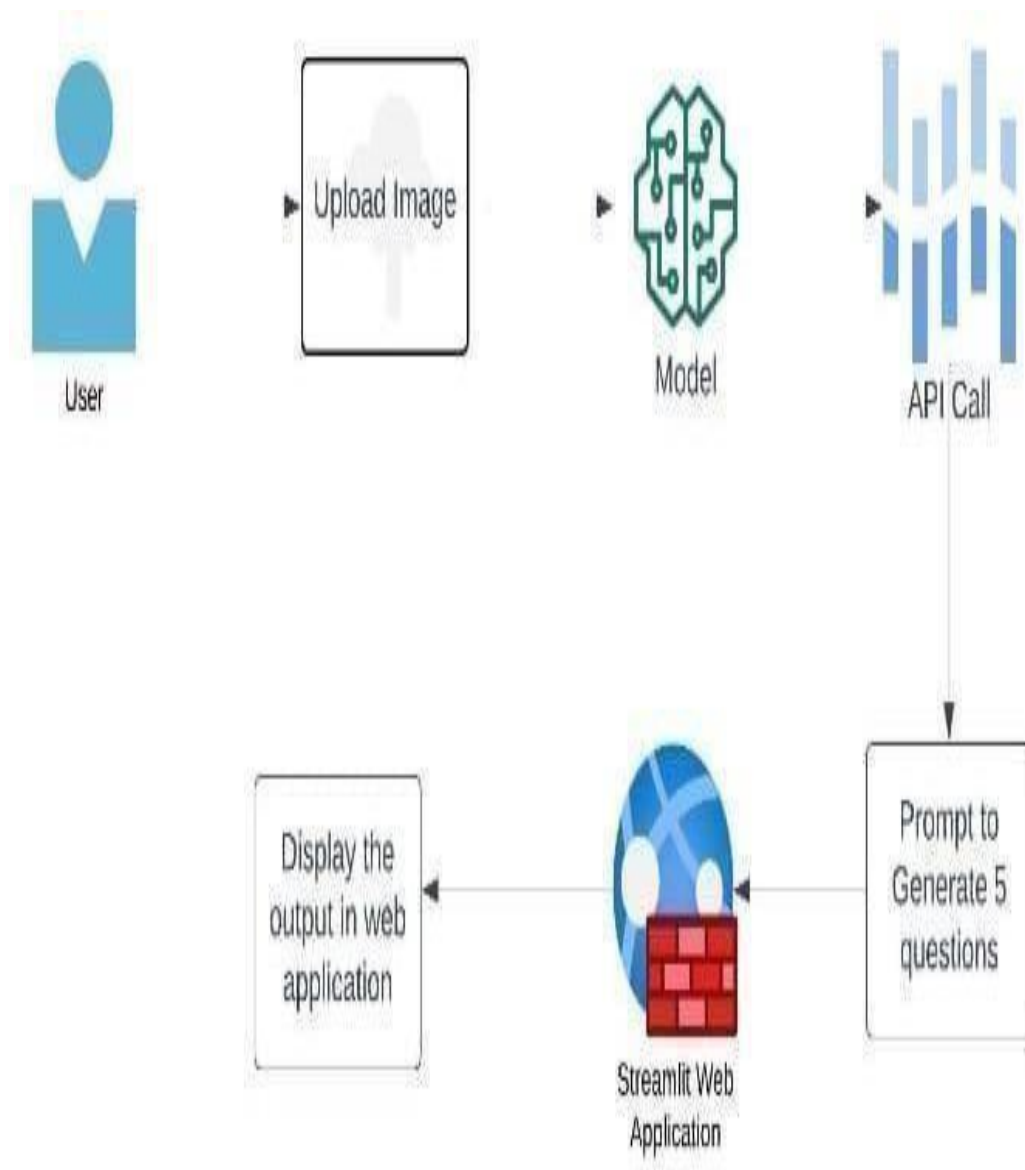 Upload Image
User
Model
API Call
Prompt to
Generate 5
questions
Streamlit Web
Application
Display the
output in web
application